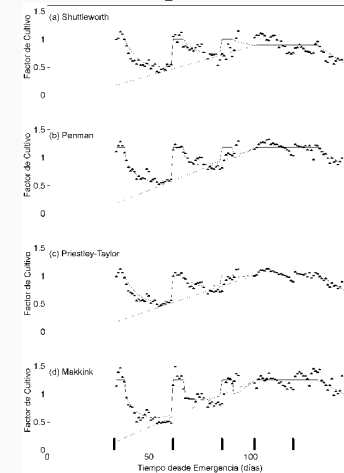 1.5
(a) Shuttleworth
1
0.5
0
Factor de Cultivo
1.5
(b) Penman
1
0.5
0
Factor de Cultivo
1.5
(c) Priestley-Taylor
1
0.5
0
Factor de Cultivo
1.5
(d) Makkink
1
0.5
0
Factor de Cultivo
0
50
100
Tiempo desde Emergencia (días)